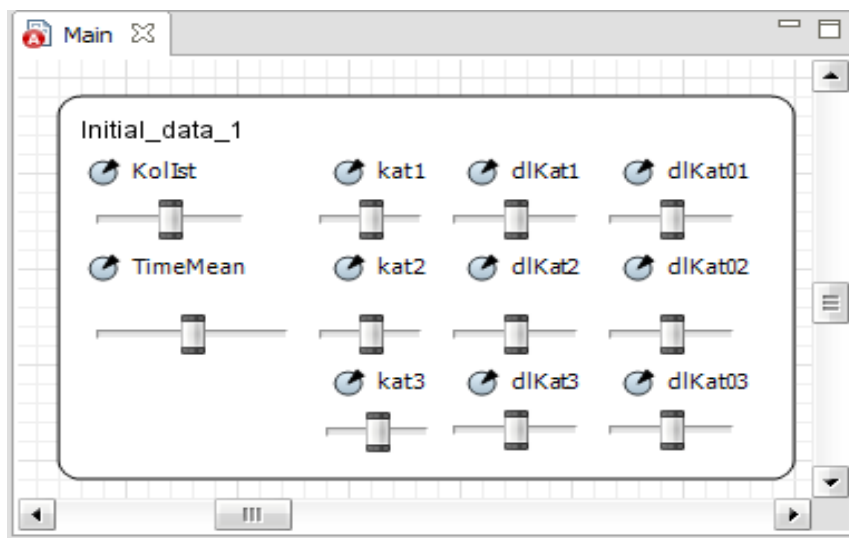 Main
Initial_data_1
KolIst kat1 dlKat1 dlKat01
TimeMean kat2 dlKat2 dlKat02
kat3 dlKat3 dlKat03